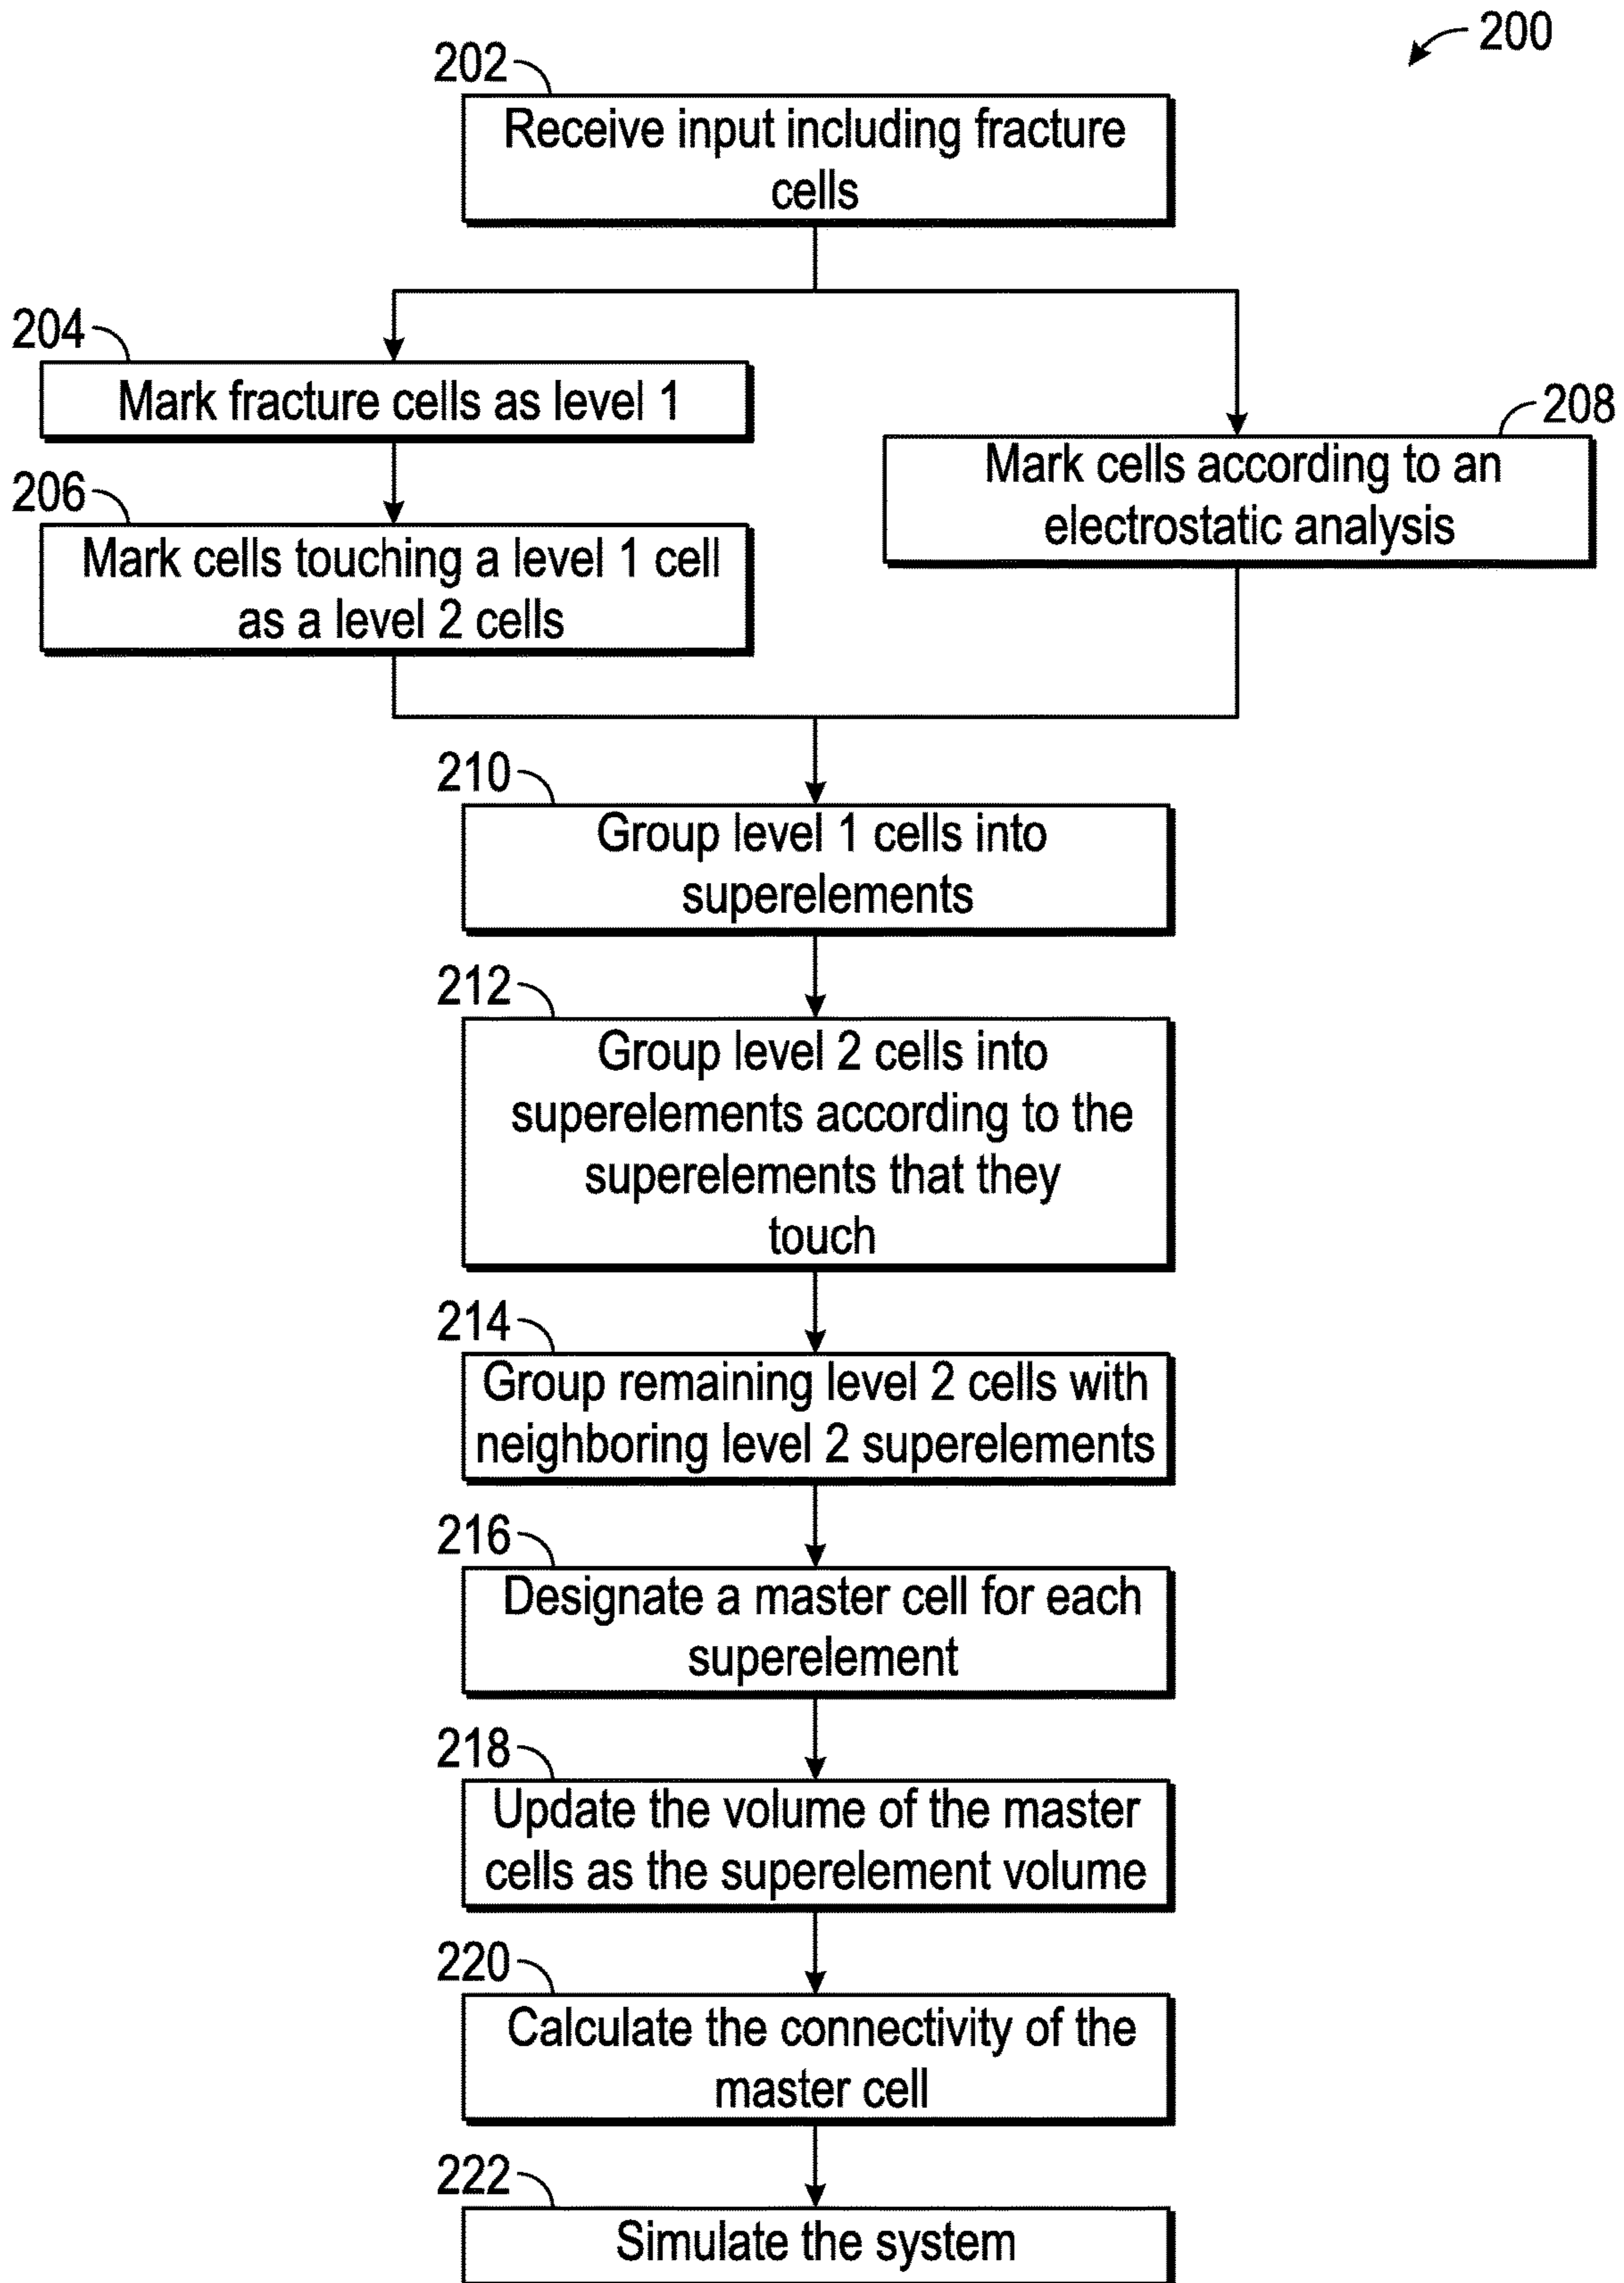 200
202
Receive input including fracture
cells
204
Mark fracture cells as level 1
206
Mark cells touching a level 1 cell
as a level 2 cells
208
Mark cells according to an
electrostatic analysis
210
Group level 1 cells into
superelements
212
Group level 2 cells into
superelements according to the
superelements that they
touch
214
Group remaining level 2 cells with
neighboring level 2 superelements
216
Designate a master cell for each
superelement
218
Update the volume of the master
cells as the superelement volume
220
Calculate the connectivity of the
master cell
222
Simulate the system